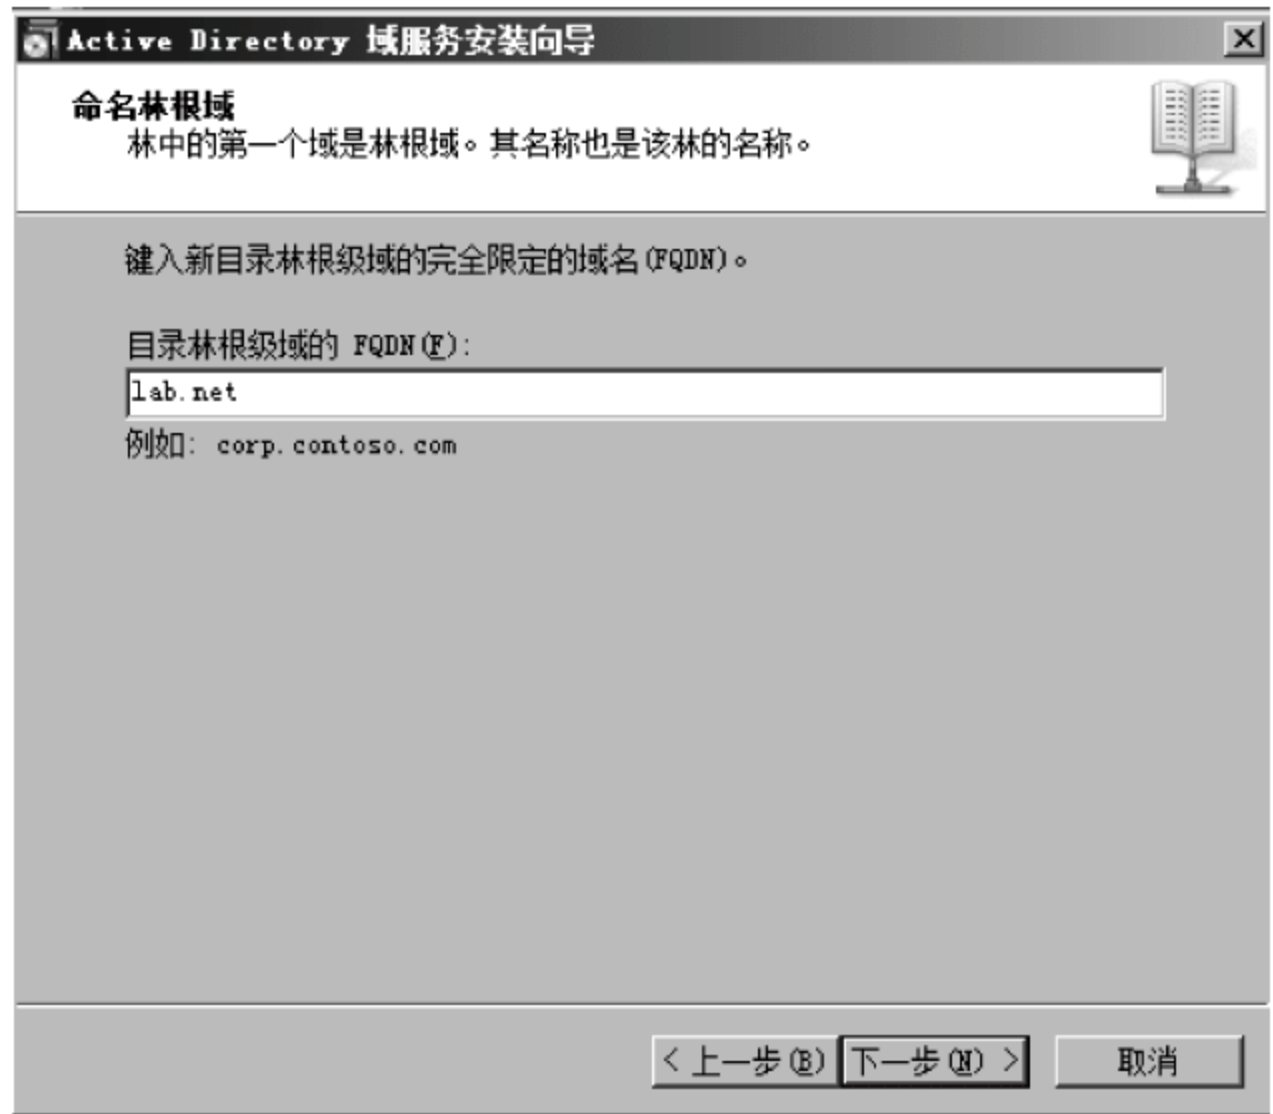 Active Directory 域服务安装向导
命名林根域
林中的第一个域是林根域。其名称也是该林的名称。
键入新目录林根级域的完全限定的域名(FQDN)。
目录林根级域的 FQDN(F):
lab.net
例如: corp.contoso.com
< 上一步(B) 下一步(N) > 取消